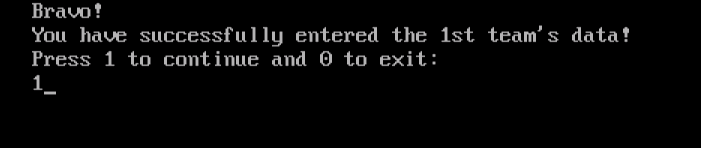 Bravo!
You have successfully entered the 1st team's data!
Press 1 to continue and 0 to exit:
1_